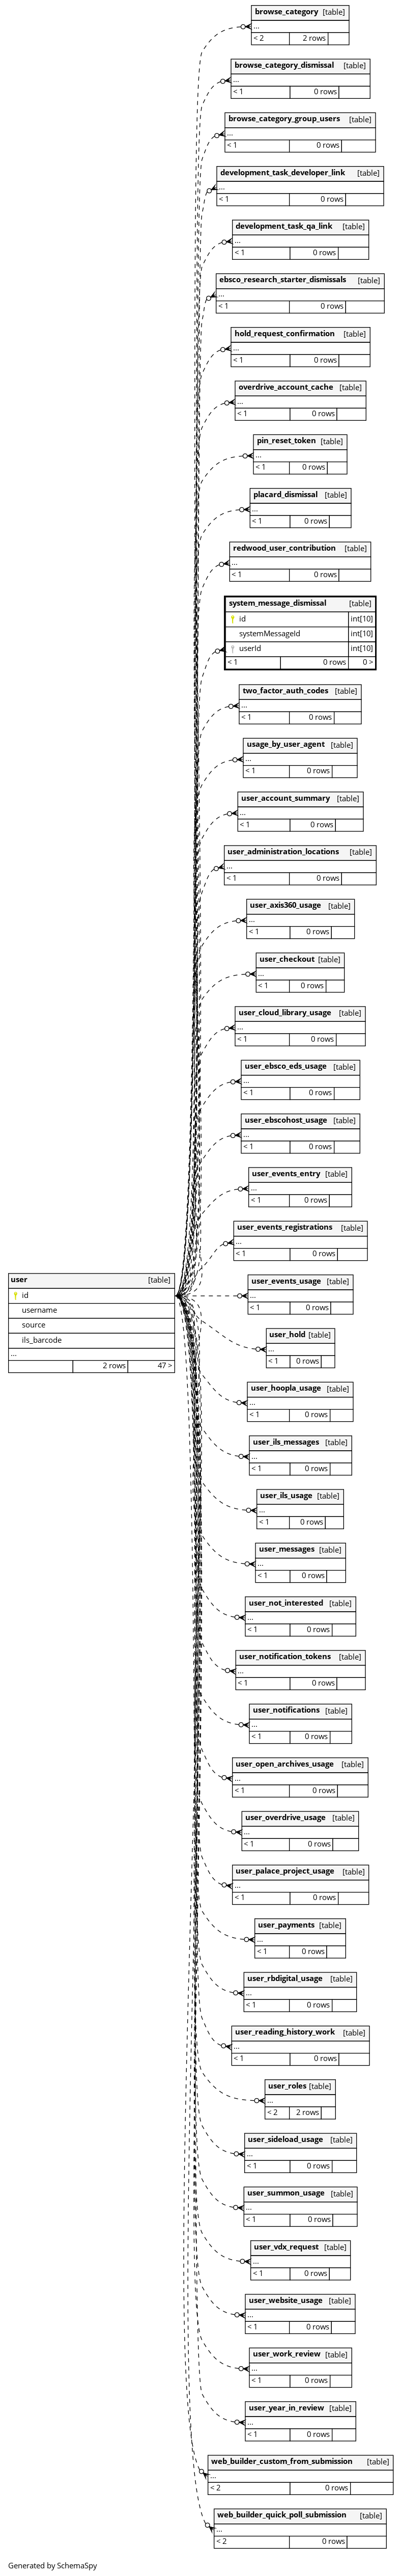 browse_category [table]
...
< 2 2 rows
browse_category_dismissal [table]
...
< 1 0 rows
browse_category_group_users [table]
...
< 1 0 rows
development_task_developer_link [table]
...
< 1 0 rows
development_task_qa_link [table]
...
< 1 0 rows
ebsco_research_starter_dismissals [table]
...
< 1 0 rows
hold_request_confirmation [table]
...
< 1 0 rows
overdrive_account_cache [table]
...
< 1 0 rows
pin_reset_token [table]
...
< 1 0 rows
placard_dismissal [table]
...
< 1 0 rows
redwood_user_contribution [table]
...
< 1 0 rows
system_message_dismissal [table]
id int[10]
systemMessageId int[10]
userId int[10]
< 1 0 rows 0 >
two_factor_auth_codes [table]
...
< 1 0 rows
usage_by_user_agent [table]
...
< 1 0 rows
user_account_summary [table]
...
< 1 0 rows
user_administration_locations [table]
...
< 1 0 rows
user_axis360_usage [table]
...
< 1 0 rows
user_checkout [table]
...
< 1 0 rows
user_cloud_library_usage [table]
...
< 1 0 rows
user_ebsco_eds_usage [table]
...
< 1 0 rows
user_ebscohost_usage [table]
...
< 1 0 rows
user_events_entry [table]
...
< 1 0 rows
user_events_registrations [table]
...
< 1 0 rows
user [table]
id
username
source
ils_barcode
...
2 rows 47 >
user_events_usage [table]
...
< 1 0 rows
user_hold [table]
...
< 1 0 rows
user_hoopla_usage [table]
...
< 1 0 rows
user_ils_messages [table]
...
< 1 0 rows
user_ils_usage [table]
...
< 1 0 rows
user_messages [table]
...
< 1 0 rows
user_not_interested [table]
...
< 1 0 rows
user_notification_tokens [table]
...
< 1 0 rows
user_notifications [table]
...
< 1 0 rows
user_open_archives_usage [table]
...
< 1 0 rows
user_overdrive_usage [table]
...
< 1 0 rows
user_palace_project_usage [table]
...
< 1 0 rows
user_payments [table]
...
< 1 0 rows
user_rbdigital_usage [table]
...
< 1 0 rows
user_reading_history_work [table]
...
< 1 0 rows
user_roles [table]
...
< 2 2 rows
user_sideload_usage [table]
...
< 1 0 rows
user_summon_usage [table]
...
< 1 0 rows
user_vdx_request [table]
...
< 1 0 rows
user_website_usage [table]
...
< 1 0 rows
user_work_review [table]
...
< 1 0 rows
user_year_in_review [table]
...
< 1 0 rows
web_builder_custom_from_submission [table]
...
< 2 0 rows
web_builder_quick_poll_submission [table]
...
< 2 0 rows
Generated by SchemaSpy